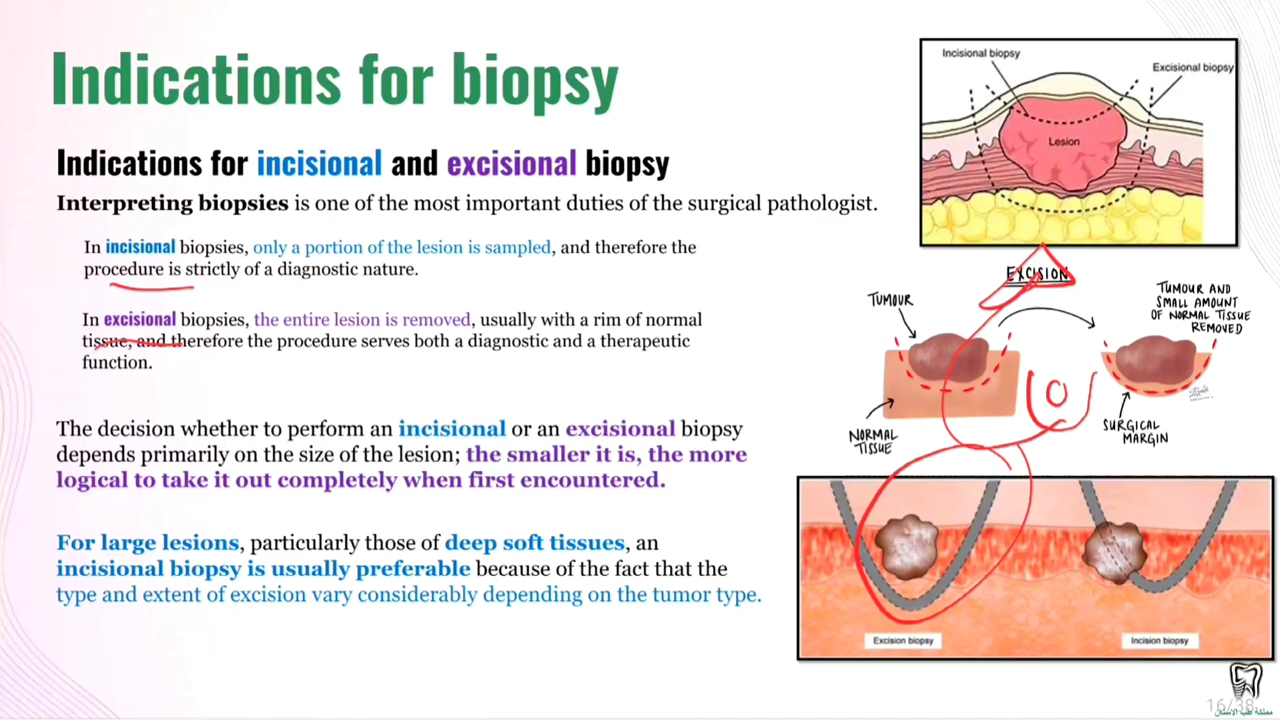 Indications for biopsy
Indications for incisional and excisional biopsy
Interpreting biopsies is one of the most important duties of the surgical pathologist.
In incisional biopsies, only a portion of the lesion is sampled, and therefore the
procedure is strictly of a diagnostic nature.
In excisional biopsies, the entire lesion is removed, usually with a rim of normal
tissue, and therefore the procedure serves both a diagnostic and a therapeutic
function.
The decision whether to perform an incisional or an excisional biopsy
depends primarily on the size of the lesion; the smaller it is, the more
logical to take it out completely when first encountered.
For large lesions, particularly those of deep soft tissues, an
incisional biopsy is usually preferable because of the fact that the
type and extent of excision vary considerably depending on the tumor type.
Incisional biopsy
Excisional biopsy
Lesion
EXCISION
TUMOUR
TUMOUR AND
SMALL AMOUNT
OF NORMAL TISSUE
REMOVED
NORMAL
TISSUE
SURGICAL
MARGIN
Excision biopsy
Incision biopsy
16/38
مملكة طب الاسنان